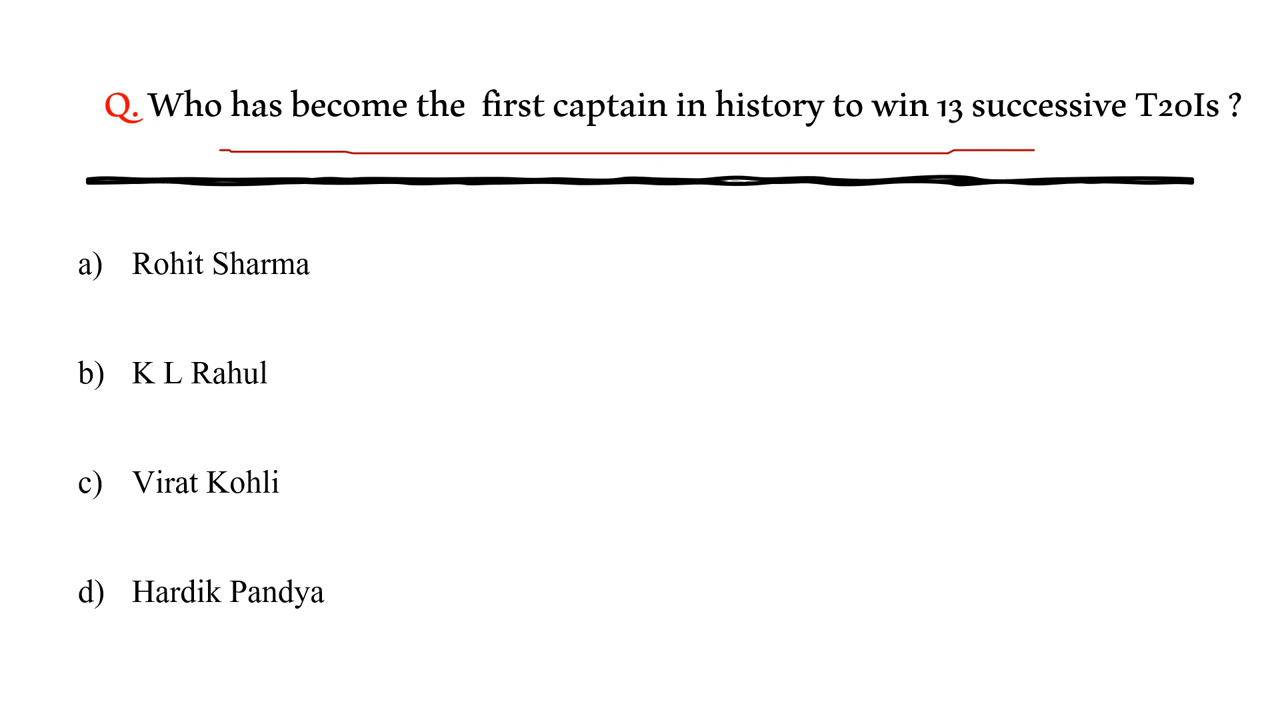 Q. Who has become the first captain in history to win 13 successive T20Is ?
a) Rohit Sharma
b) K L Rahul
c) Virat Kohli
d) Hardik Pandya